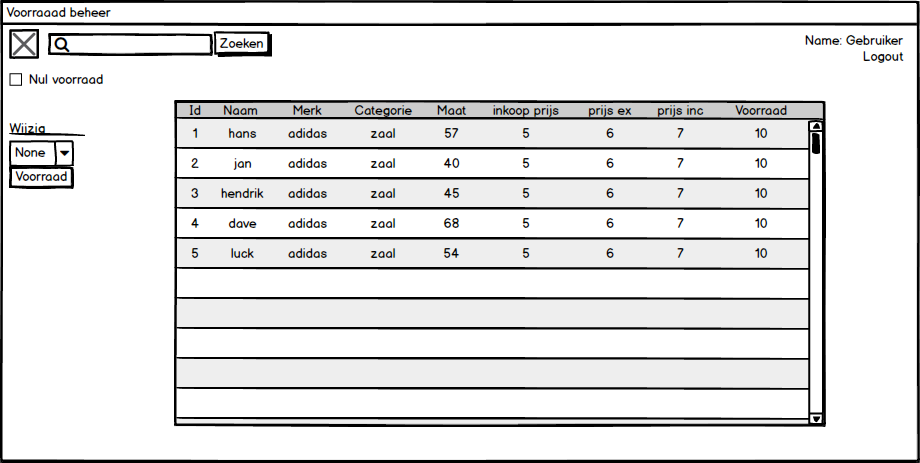 Voorraaad beheer
Zoeken
Name: Gebruiker
Logout
Nul voorraad
Wijzig
None
Voorraad
Id Naam Merk Categorie Maat inkoop prijs prijs ex prijs inc Voorraad
1 hans adidas zaal 57 5 6 7 10
2 jan adidas zaal 40 5 6 7 10
3 hendrik adidas zaal 45 5 6 7 10
4 dave adidas zaal 68 5 6 7 10
5 luck adidas zaal 54 5 6 7 10